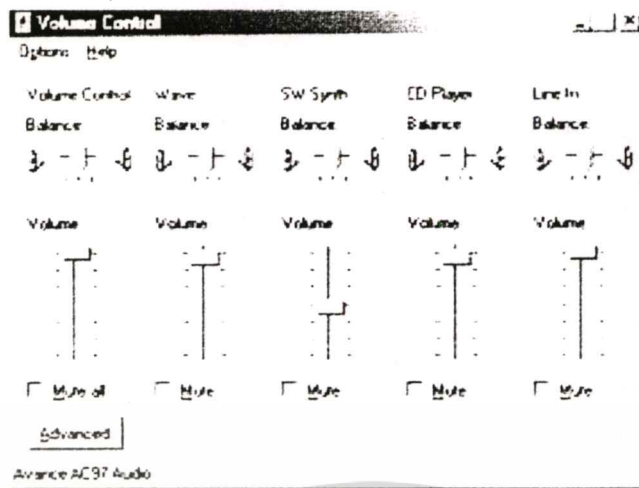 Volume Control
Options Help
Volume Control Wave SW Synth CD Player Line In
Balance Balance Balance Balance Balance
Volume Volume Volume Volume Volume
Mute all Mute Mute Mute Mute
Advanced
Avance AC97 Audio